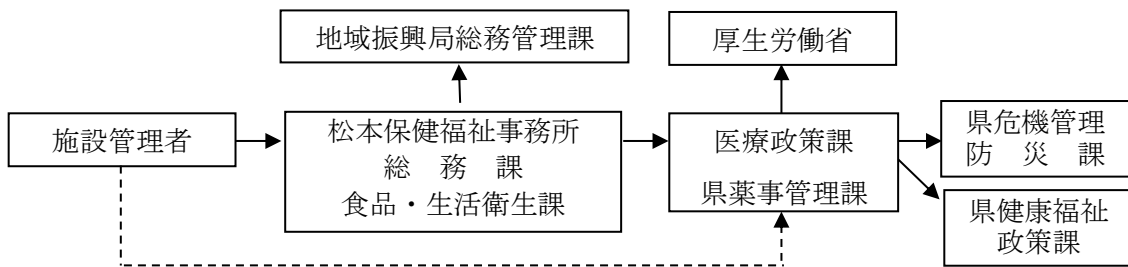 地域振興局総務管理課
厚生労働省
施設管理者
松本保健福祉事務所
総　務　課
食品・生活衛生課
医療政策課
県薬事管理課
県危機管理
防　災　課
県健康福祉
政策課